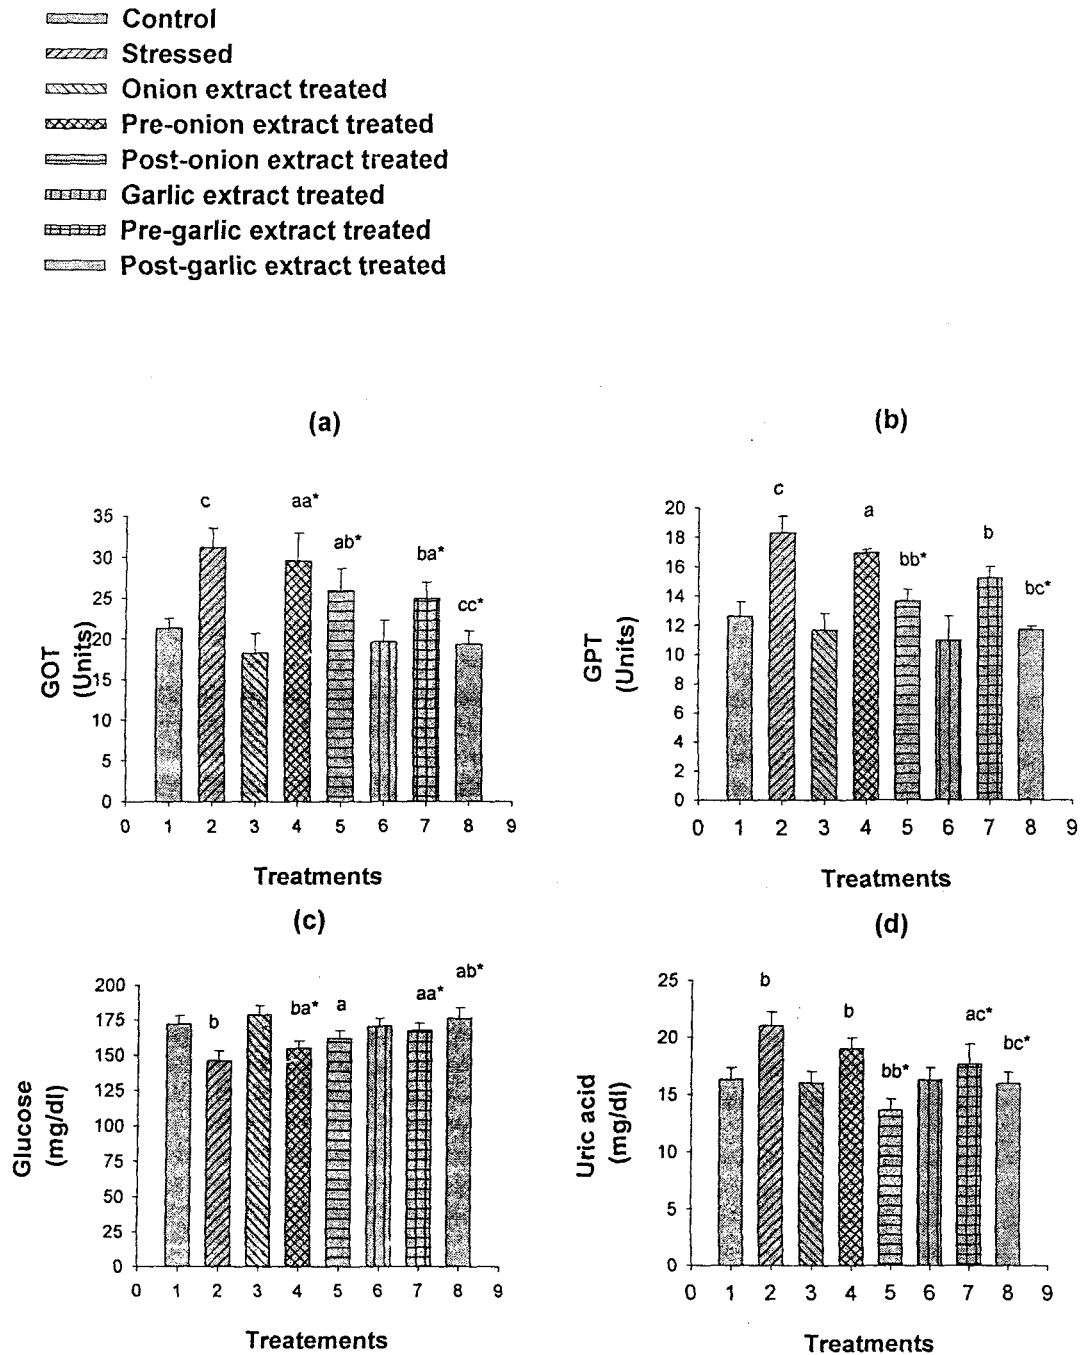 Control
Stressed
Onion extract treated
Pre-onion extract treated
Post-onion extract treated
Garlic extract treated
Pre-garlic extract treated
Post-garlic extract treated
(a)
GOT
(Units)
35
30
25
20
15
10
5
0
c
aa*
ab*
ba*
cc*
0 1 2 3 4 5 6 7 8 9
Treatments
(b)
GPT
(Units)
20
18
16
14
12
10
8
6
4
2
0
c
a
bb*
b
bc*
0 1 2 3 4 5 6 7 8 9
Treatments
(c)
Glucose
(mg/dl)
200
175
150
125
100
75
50
25
0
b
ba*
a
aa*
ab*
0 1 2 3 4 5 6 7 8 9
Treatements
(d)
Uric acid
(mg/dl)
25
20
15
10
5
0
b
b
bb*
ac*
bc*
0 1 2 3 4 5 6 7 8 9
Treatments